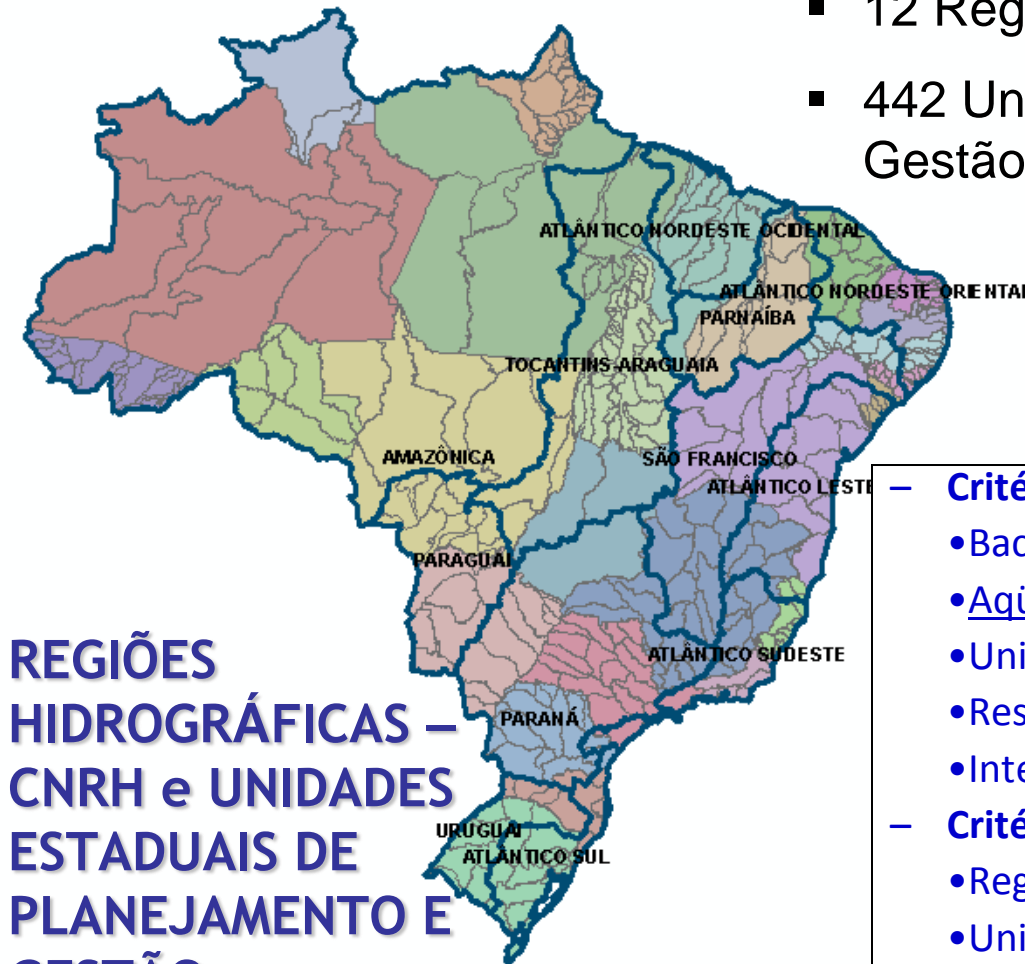 12 Reg
442 Un
Gestão
ATLÂNTICO NORDESTE OCIDENTAL
ATLÂNTICO NORDESTE ORIENTAL
PARNAÍBA
TOCANTINS-ARAGUAIA
AMAZÔNICA
SÃO FRANCISCO
ATLÂNTICO LESTE
PARAGUAI
ATLÂNTICO SUDESTE
PARANÁ
URUGUAI
ATLÂNTICO SUL
REGIÕES
HIDROGRÁFICAS –
CNRH e UNIDADES
ESTADUAIS DE
PLANEJAMENTO E
GESTÃO
– Crité
•Bac
•Aqü
•Uni
•Res
•Inte
– Crité
•Reg
•Uni